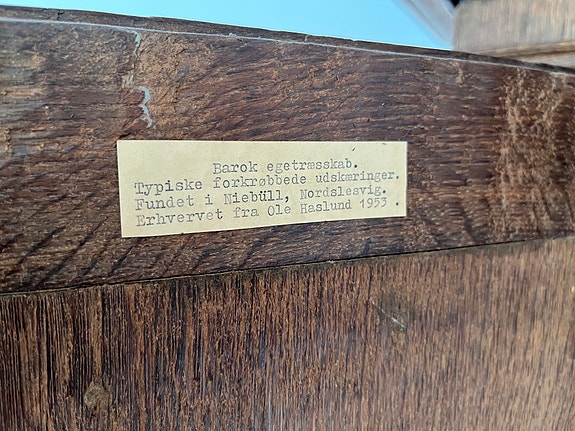 Barok egetræsskab.
Typiske forkrøbbede udskæringer.
Fundet i Niebüll, Nordslesvig.
Erhvervet fra Ole Haslund 1953 .